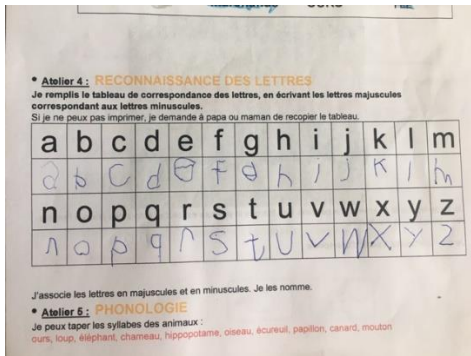 • Atelier 4 : RECONNAISSANCE DES LETTRES
Je remplis le tableau de correspondance des lettres, en écrivant les lettres majuscules
correspondant aux lettres minuscules.
Si je ne peux pas imprimer, je demande à papa ou maman de recopier le tableau.
a b c d e f g h i j k l m
a b C d e f g h i j K l m
n o p q r s t u v w x y z
n o p q r S t U V W X Y Z
J'associe les lettres en majuscules et en minuscules. Je les nomme.
• Atelier 5 : PHONOLOGIE
Je peux taper les syllabes des animaux :
ours, loup, éléphant, chameau, hippopotame, oiseau, écureuil, papillon, canard, mouton